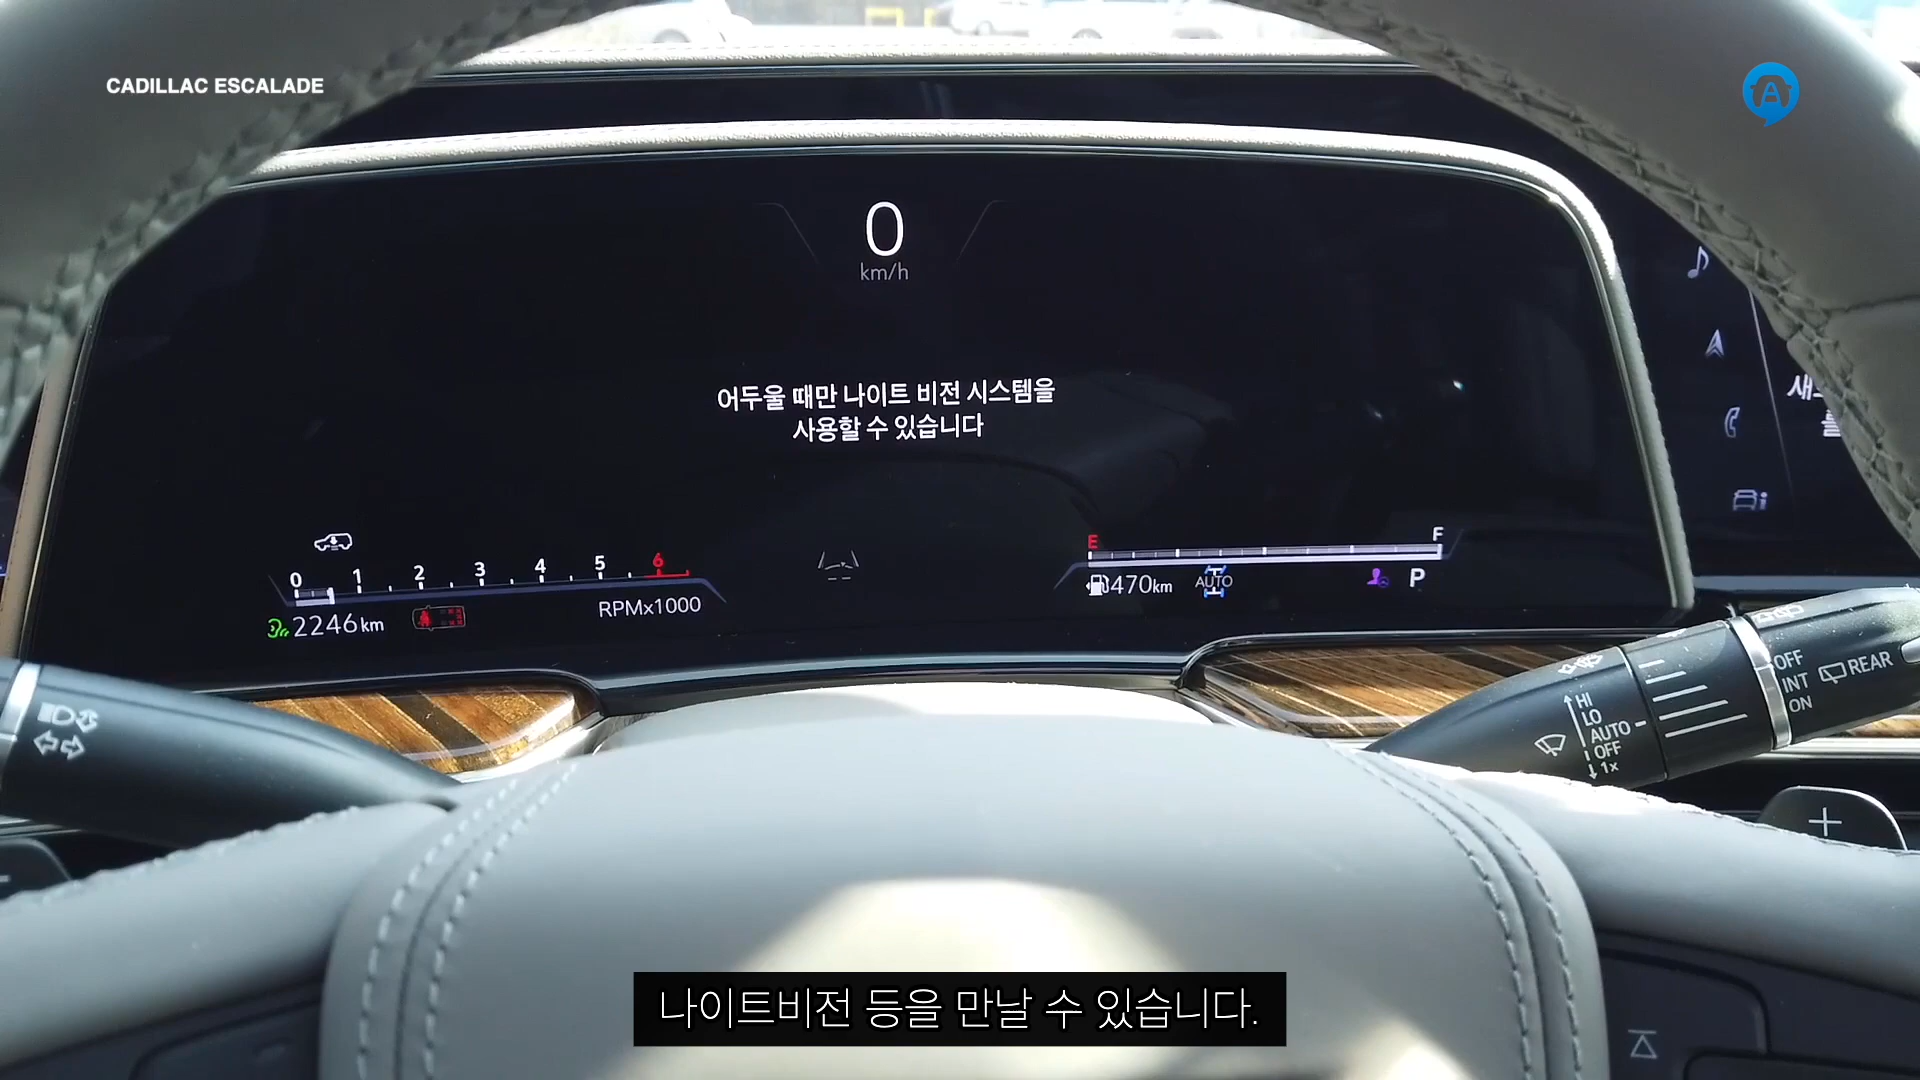 CADILLAC ESCALADE
A
0
km/h
어두울 때만 나이트 비전 시스템을
사용할 수 있습니다
새
를
0 1 2 3 4 5 6
RPMx1000
2246km
E F
470km
AUTO
P
OFF
INT
ON
REAR
HI
LO
AUTO
OFF
1x
나이트비전 등을 만날 수 있습니다.